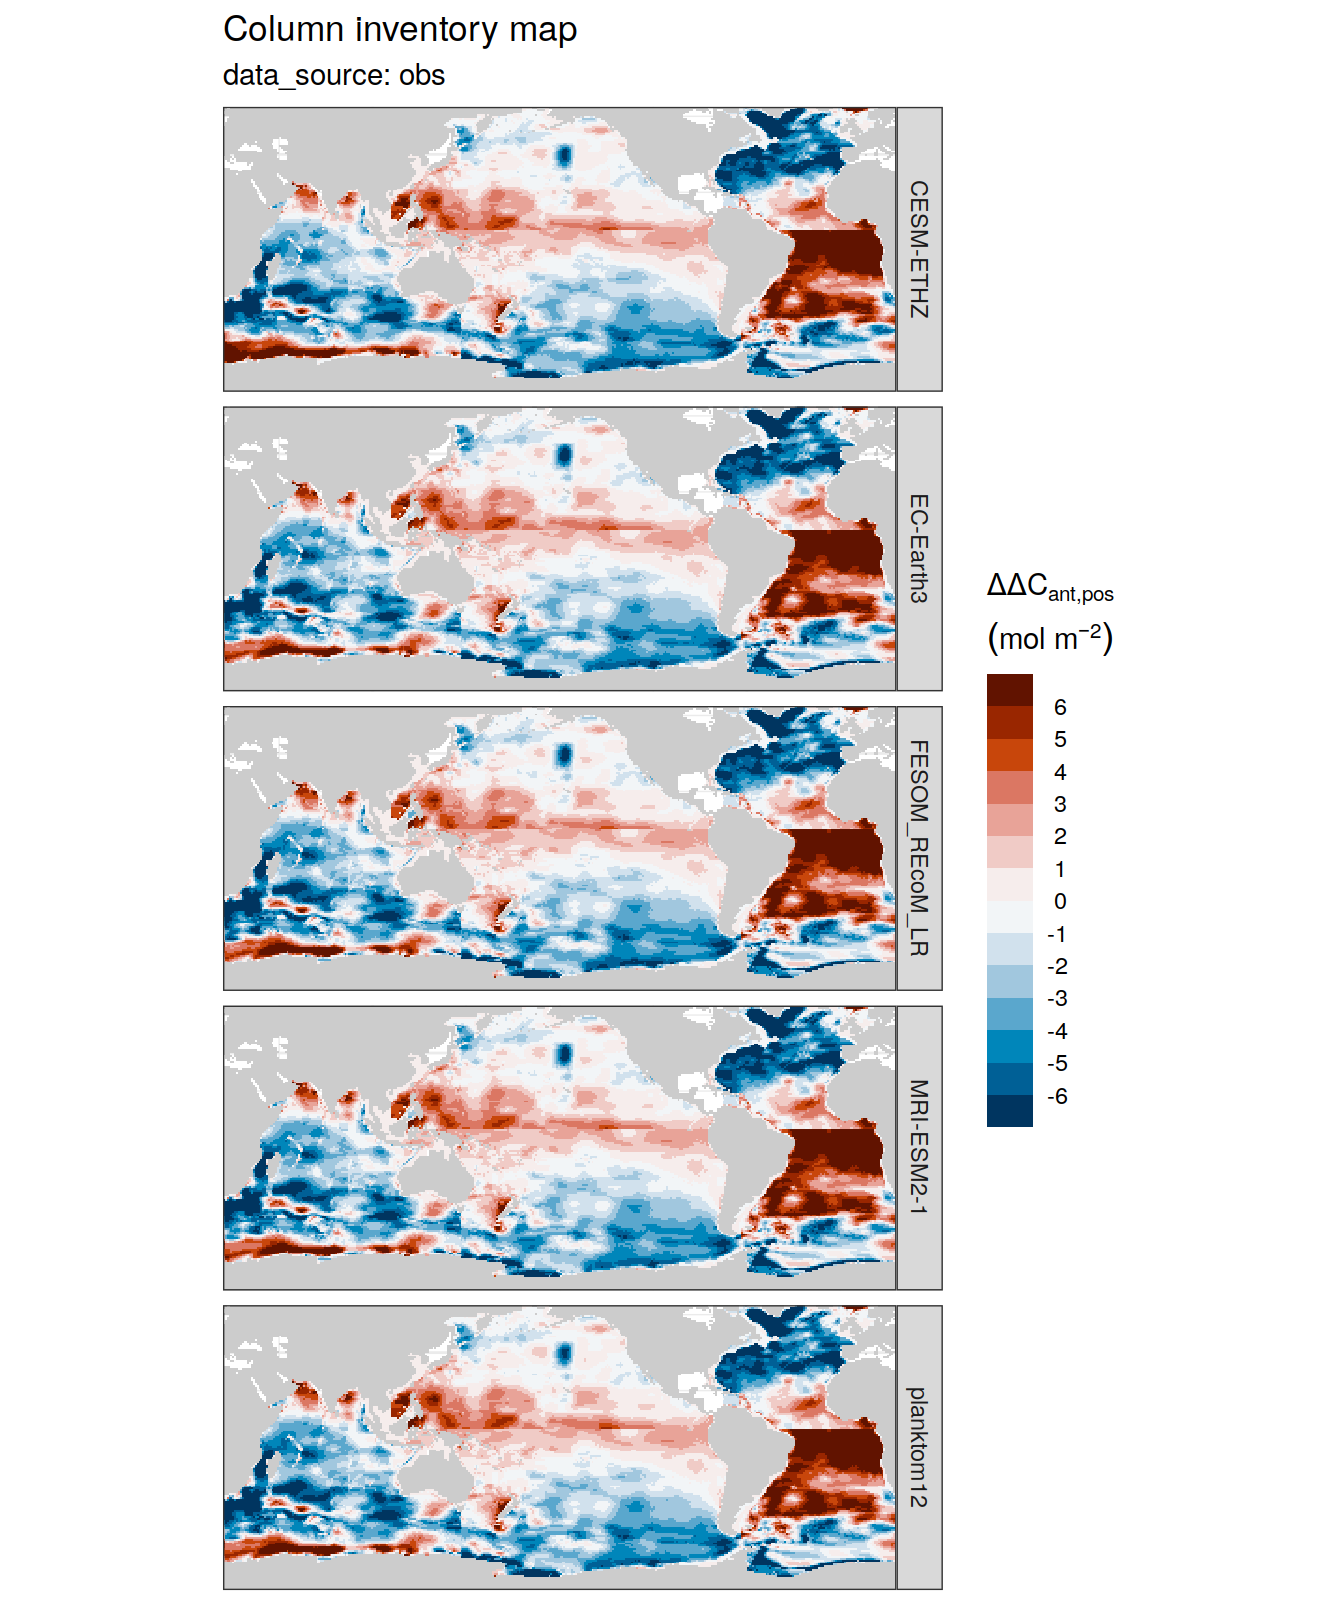 Column inventory map
data_source: obs
CESM-ETHZ
EC-Earth3
FESOM_REcoM_LR
MRI-ESM2-1
planktom12
ΔΔC_ant,pos
(mol m⁻²)
6
5
4
3
2
1
0
-1
-2
-3
-4
-5
-6